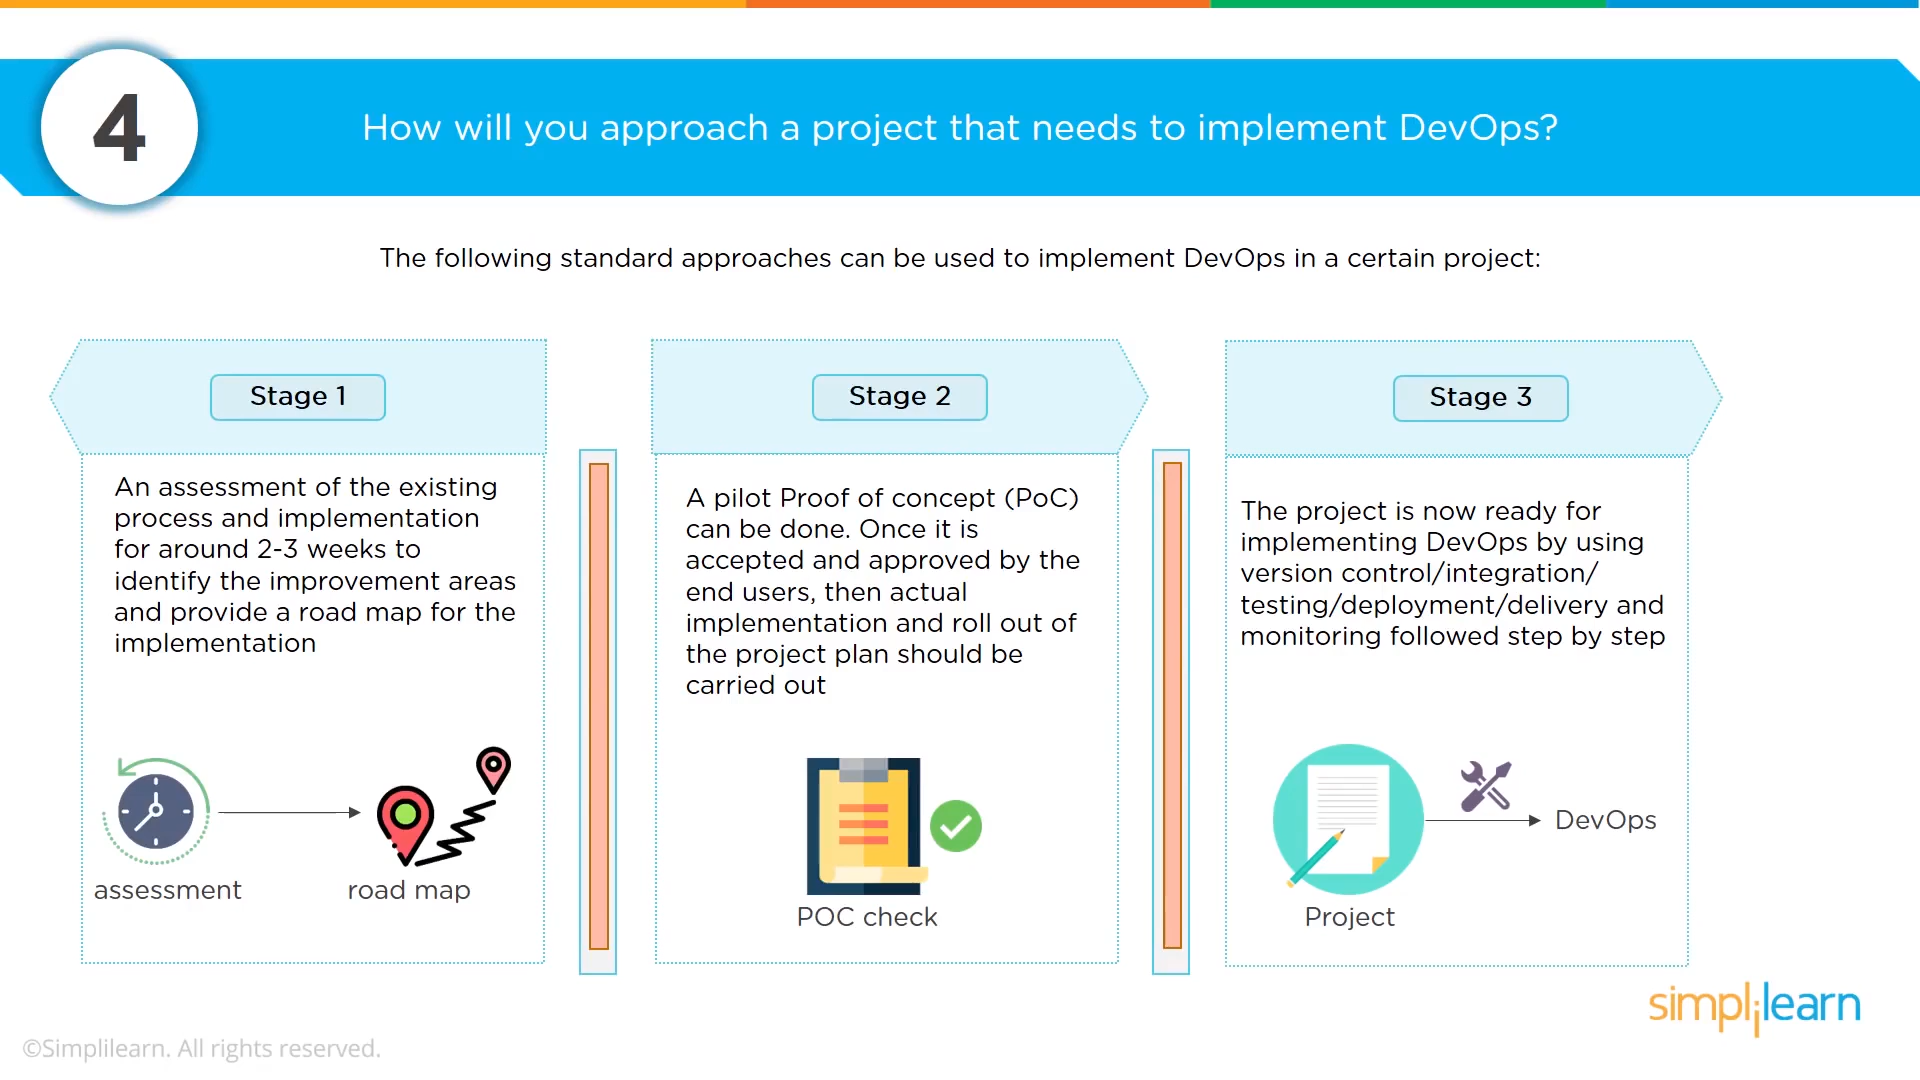 4
How will you approach a project that needs to implement DevOps?
The following standard approaches can be used to implement DevOps in a certain project:
Stage 1
An assessment of the existing
process and implementation
for around 2-3 weeks to
identify the improvement areas
and provide a road map for the
implementation
assessment
road map
Stage 2
A pilot Proof of concept (PoC)
can be done. Once it is
accepted and approved by the
end users, then actual
implementation and roll out of
the project plan should be
carried out
POC check
Stage 3
The project is now ready for
implementing DevOps by using
version control/integration/
testing/deployment/delivery and
monitoring followed step by step
DevOps
Project
simplilearn
©Simplilearn. All rights reserved.